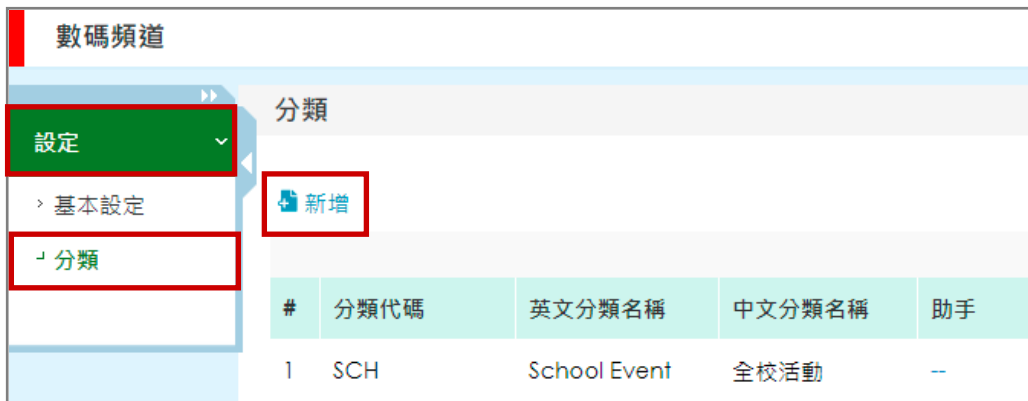 數碼頻道
設定
基本設定
分類
分類
新增
# 分類代碼 英文分類名稱 中文分類名稱 助手
1 SCH School Event 全校活動 --